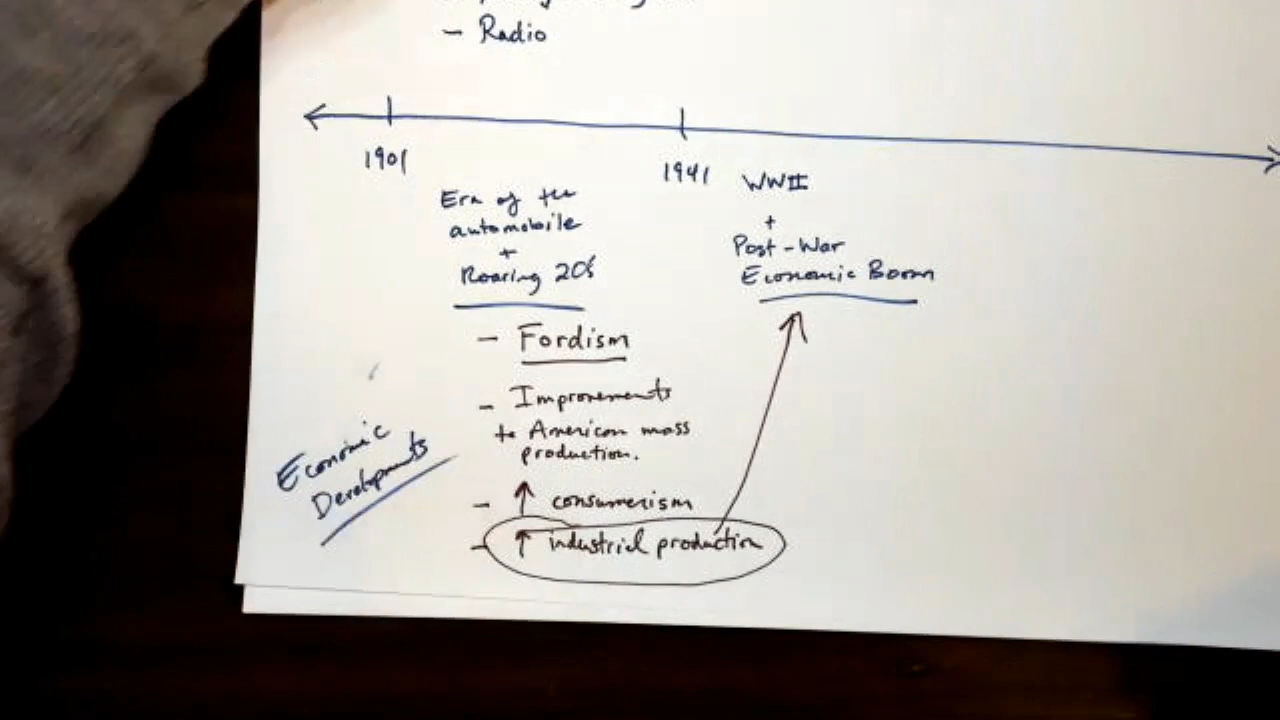 - Radio
1901
1941
Era of the
automobile
+
Roaring 20s
WWII
+
Post-War
Economic Boom
- Fordism
- Improvements
to American mass
production.
- ↑ consumerism
- ↑ industrial production
Economic
Developments